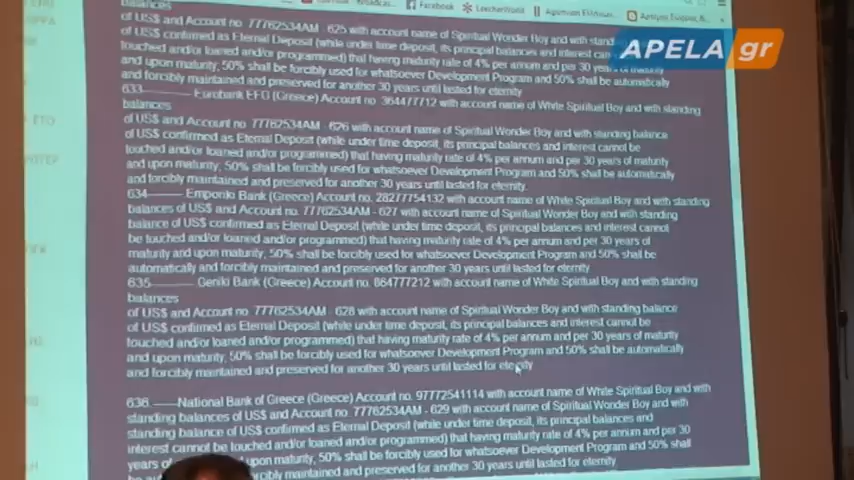 Facebook
LeecherWorld
APELA gr
balances
of US$ and Account no. 77762534AM - 625 with account name of Spiritual Wonder Boy and with
of US$ confirmed as Eternal Deposit (while under time deposit, its principal balances and interest
touched and/or loaned and/or programmed) that having maturity rate of 4% per annum and per 30 years of maturity
and upon maturity, 50% shall be forcibly used for whatsoever Development Program and 50% shall be automatically
and forcibly maintained and preserved for another 30 years until lasted for eternity
633 Eurobank EFG (Greece) Account no. 364477712 with account name of White Spiritual Boy and with standing
balances
of US$ and Account no. 77762534AM - 626 with account name of Spiritual Wonder Boy and with standing balance
of US$ confirmed as Eternal Deposit (while under time deposit, its principal balances and interest cannot be
touched and/or loaned and/or programmed) that having maturity rate of 4% per annum and per 30 years of maturity
and upon maturity, 50% shall be forcibly used for whatsoever Development Program and 50% shall be automatically
and forcibly maintained and preserved for another 30 years until lasted for eternity.
634------- Emporiki Bank (Greece) Account no. 28277754132 with account name of White Spiritual Boy and with standing
balances of US$ and Account no. 77762534AM - 627 with account name of Spiritual Wonder Boy and with standing
balance of US$ confirmed as Eternal Deposit (while under time deposit, its principal balances and interest cannot
be touched and/or loaned and/or programmed) that having maturity rate of 4% per annum and per 30 years of
maturity and upon maturity, 50% shall be forcibly used for whatsoever Development Program and 50% shall be
automatically and forcibly maintained and preserved for another 30 years until lasted for eternity
635------- Geniki Bank (Greece) Account no. 664777212 with account name of White Spiritual Boy and with standing
balances
of US$ and Account no. 77762534AM - 628 with account name of Spiritual Wonder Boy and with standing balance
of US$ confirmed as Eternal Deposit (while under time deposit, its principal balances and interest cannot be
touched and/or loaned and/or programmed) that having maturity rate of 4% per annum and per 30 years of maturity
and upon maturity, 50% shall be forcibly used for whatsoever Development Program and 50% shall be automatically
and forcibly maintained and preserved for another 30 years until lasted for eternity
636 -------National Bank of Greece (Greece) Account no. 97772541114 with account name of White Spiritual Boy and with
standing balances of US$ and Account no. 77762534AM - 629 with account name of Spiritual Wonder Boy and with
standing balance of US$ confirmed as Eternal Deposit (while under time deposit, its principal balances and
interest cannot be touched and/or loaned and/or programmed) that having maturity rate of 4% per annum and per 30
years of upon maturity, 50% shall be forcibly used for whatsoever Development Program and 50% shall
maintained and preserved for another 30 years until lasted for eternity